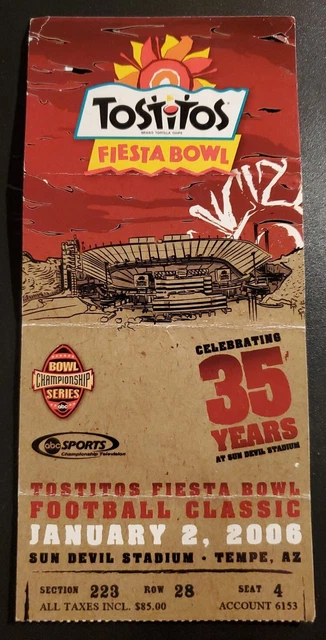 TOSTITOS
BRAND TORTILLA CHIPS
FIESTA BOWL
CELEBRATING
35
YEARS
AT SUN DEVIL STADIUM
BOWL
CHAMPIONSHIP
SERIES
abc
abc SPORTS
Championship Television
TOSTITOS FIESTA BOWL
FOOTBALL CLASSIC
JANUARY 2, 2006
SUN DEVIL STADIUM · TEMPE, AZ
SECTION 223 ROW 28 SEAT 4
ALL TAXES INCL. $85.00 ACCOUNT 6153